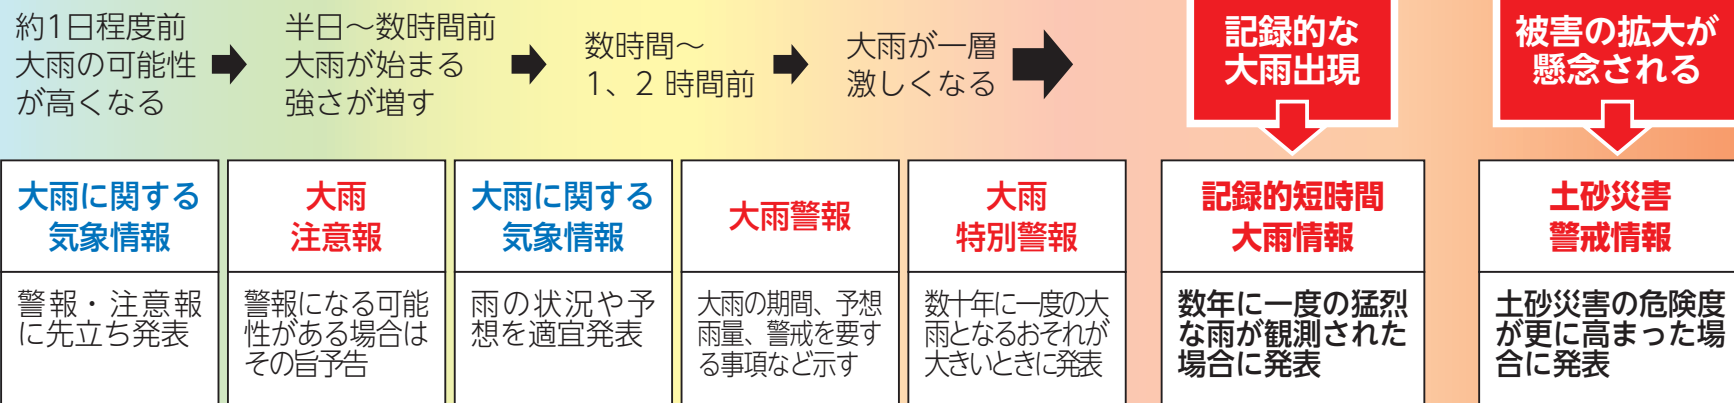 約1日程度前
大雨の可能性
が高くなる
半日～数時間前
大雨が始まる
強さが増す
数時間～
1、2 時間前
大雨が一層
激しくなる
記録的な
大雨出現
被害の拡大が
懸念される
大雨に関する
気象情報
警報・注意報
に先立ち発表
大雨
注意報
警報になる可能
性がある場合は
その旨予告
大雨に関する
気象情報
雨の状況や予
想を適宜発表
大雨警報
大雨の期間、予想
雨量、警戒を要す
る事項など示す
大雨
特別警報
数十年に一度の大
雨となるおそれが
大きいときに発表
記録的短時間
大雨情報
数年に一度の猛烈
な雨が観測された
場合に発表
土砂災害
警戒情報
土砂災害の危険度
が更に高まった場
合に発表